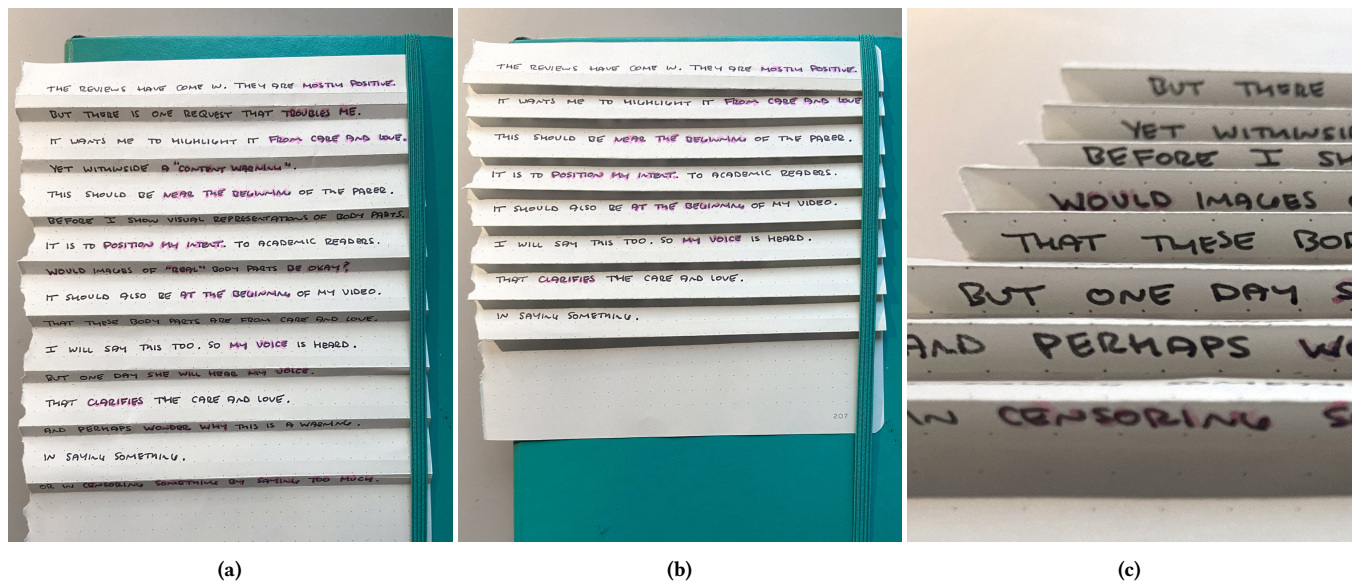 THE REVIEWS HAVE COME IN. THEY ARE MOSTLY POSITIVE.
BUT THERE IS ONE REQUEST THAT TROUBLES ME.
IT WANTS ME TO HIGHLIGHT IT FROM CARE AND LOVE.
YET WITHINSIDE A "CONTENT WARNING".
THIS SHOULD BE NEAR THE BEGINNING OF THE PAPER.
BEFORE I SHOW VISUAL REPRESENTATIONS OF BODY PARTS.
IT IS TO POSITION MY INTENT. TO ACADEMIC READERS.
WOULD IMAGES OF "REAL" BODY PARTS BE OKAY?
IT SHOULD ALSO BE AT THE BEGINNING OF MY VIDEO.
THAT THESE BODY PARTS ARE FROM CARE AND LOVE.
I WILL SAY THIS TOO. SO MY VOICE IS HEARD.
BUT ONE DAY SHE WILL HEAR MY VOICE.
THAT CLARIFIES THE CARE AND LOVE.
AND PERHAPS WONDER WHY THIS IS A WARNING.
IN SAYING SOMETHING.
OR IN CENSORING SOMETHING BY SAYING TOO MUCH.
(a)
THE REVIEWS HAVE COME IN. THEY ARE MOSTLY POSITIVE.
IT WANTS ME TO HIGHLIGHT IT FROM CARE AND LOVE
THIS SHOULD BE NEAR THE BEGINNING OF THE PAPER.
IT IS TO POSITION MY INTENT. TO ACADEMIC READERS.
IT SHOULD ALSO BE AT THE BEGINNING OF MY VIDEO.
I WILL SAY THIS TOO. SO MY VOICE IS HEARD.
THAT CLARIFIES THE CARE AND LOVE.
IN SAYING SOMETHING.
207
(b)
BUT THERE
YET WITHINSID
BEFORE I SH
WOULD IMAGES
THAT THESE BOD
BUT ONE DAY S
AND PERHAPS WO
IN CENSORING S
(c)